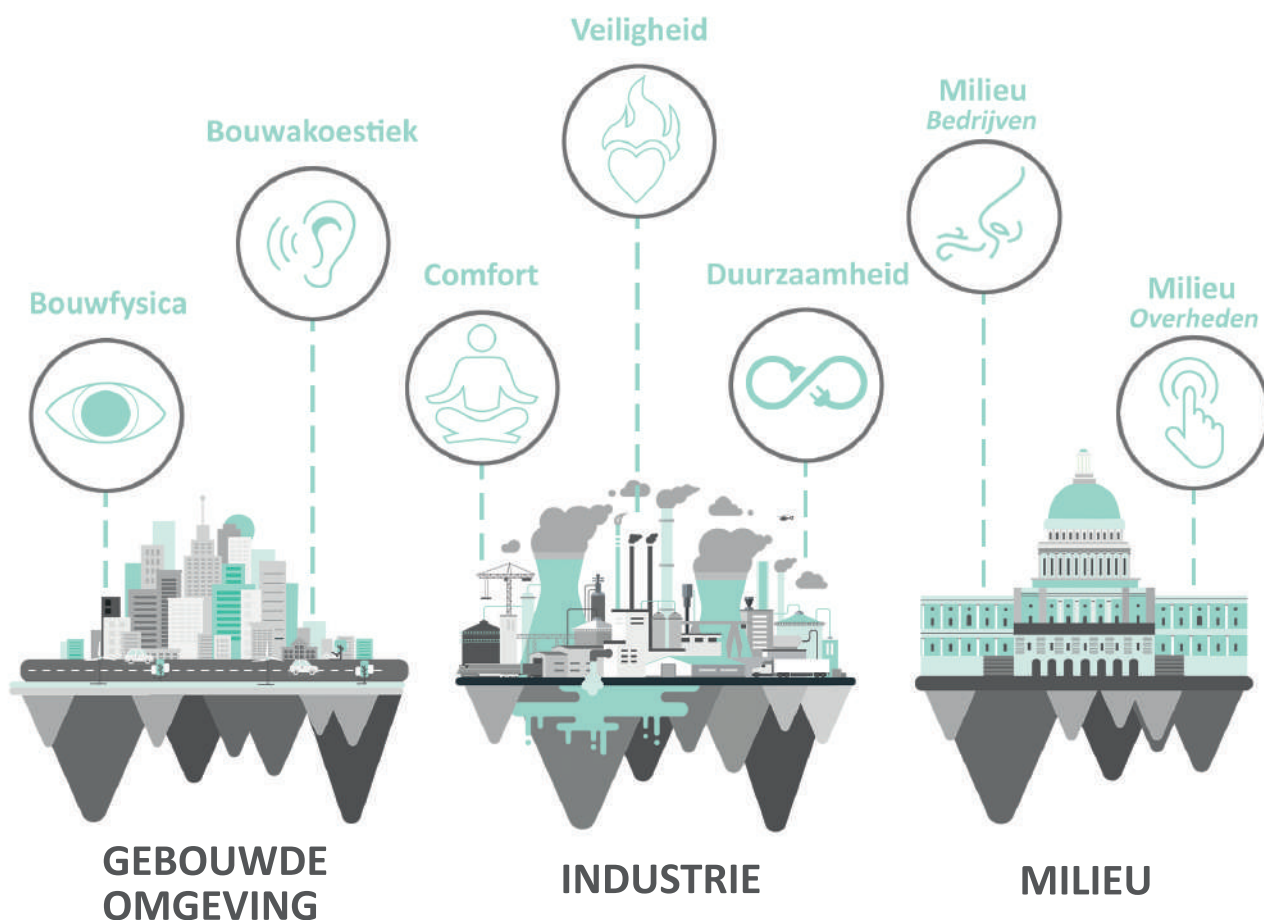 Veiligheid
Milieu
Bedrijven
Bouwakoestiek
Comfort
Duurzaamheid
Milieu
Overheden
Bouwfysica
GEBOUWDE
OMGEVING
INDUSTRIE
MILIEU